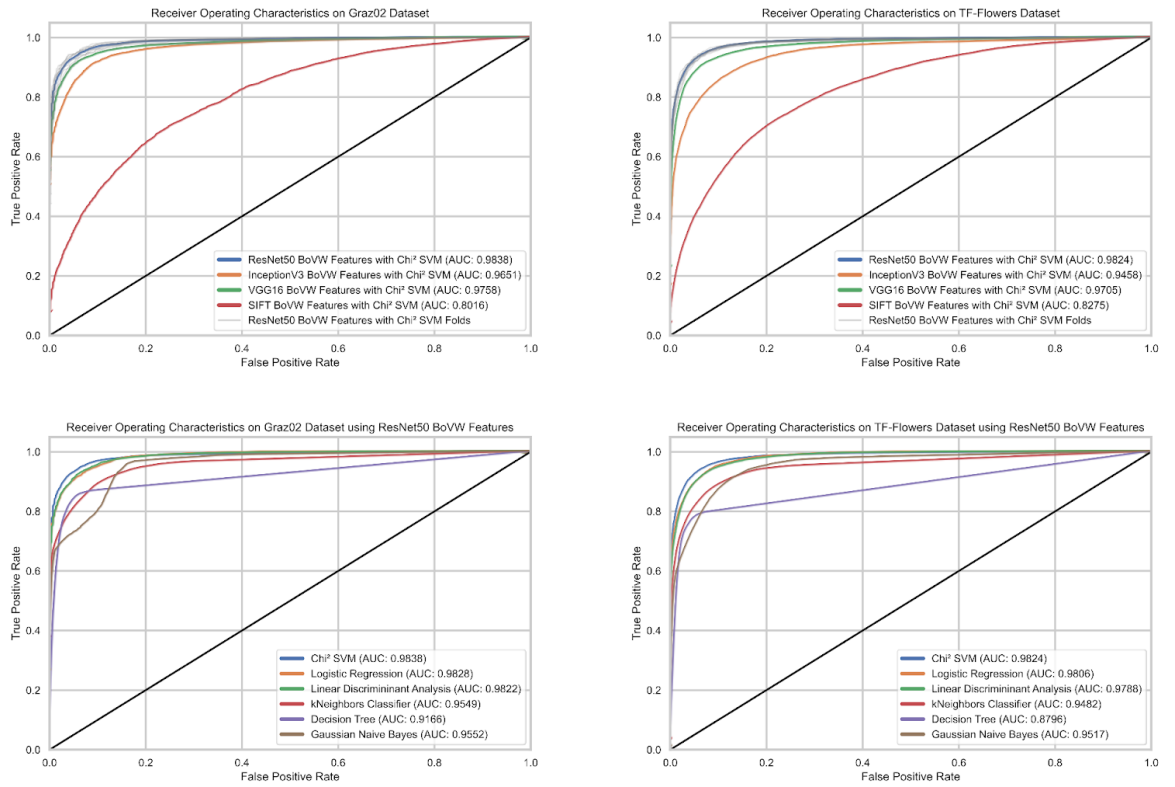 Receiver Operating Characteristics on Graz02 Dataset
1.0
0.8
0.6
0.4
0.2
0.0
True Positive Rate
ResNet50 BoVW Features with Chi² SVM (AUC: 0.9838)
InceptionV3 BoVW Features with Chi² SVM (AUC: 0.9651)
VGG16 BoVW Features with Chi² SVM (AUC: 0.9758)
SIFT BoVW Features with Chi² SVM (AUC: 0.8016)
ResNet50 BoVW Features with Chi² SVM Folds
0.0 0.2 0.4 0.6 0.8 1.0
False Positive Rate
Receiver Operating Characteristics on TF-Flowers Dataset
1.0
0.8
0.6
0.4
0.2
0.0
True Positive Rate
ResNet50 BoVW Features with Chi² SVM (AUC: 0.9824)
InceptionV3 BoVW Features with Chi² SVM (AUC: 0.9458)
VGG16 BoVW Features with Chi² SVM (AUC: 0.9705)
SIFT BoVW Features with Chi² SVM (AUC: 0.8275)
ResNet50 BoVW Features with Chi² SVM Folds
0.0 0.2 0.4 0.6 0.8 1.0
False Positive Rate
Receiver Operating Characteristics on Graz02 Dataset using ResNet50 BoVW Features
1.0
0.8
0.6
0.4
0.2
0.0
True Positive Rate
Chi² SVM (AUC: 0.9838)
Logistic Regression (AUC: 0.9828)
Linear Discrimininant Analysis (AUC: 0.9822)
kNeighbors Classifier (AUC: 0.9549)
Decision Tree (AUC: 0.9166)
Gaussian Naive Bayes (AUC: 0.9552)
0.0 0.2 0.4 0.6 0.8 1.0
False Positive Rate
Receiver Operating Characteristics on TF-Flowers Dataset using ResNet50 BoVW Features
1.0
0.8
0.6
0.4
0.2
0.0
True Positive Rate
Chi² SVM (AUC: 0.9824)
Logistic Regression (AUC: 0.9806)
Linear Discrimininant Analysis (AUC: 0.9788)
kNeighbors Classifier (AUC: 0.9482)
Decision Tree (AUC: 0.8796)
Gaussian Naive Bayes (AUC: 0.9517)
0.0 0.2 0.4 0.6 0.8 1.0
False Positive Rate